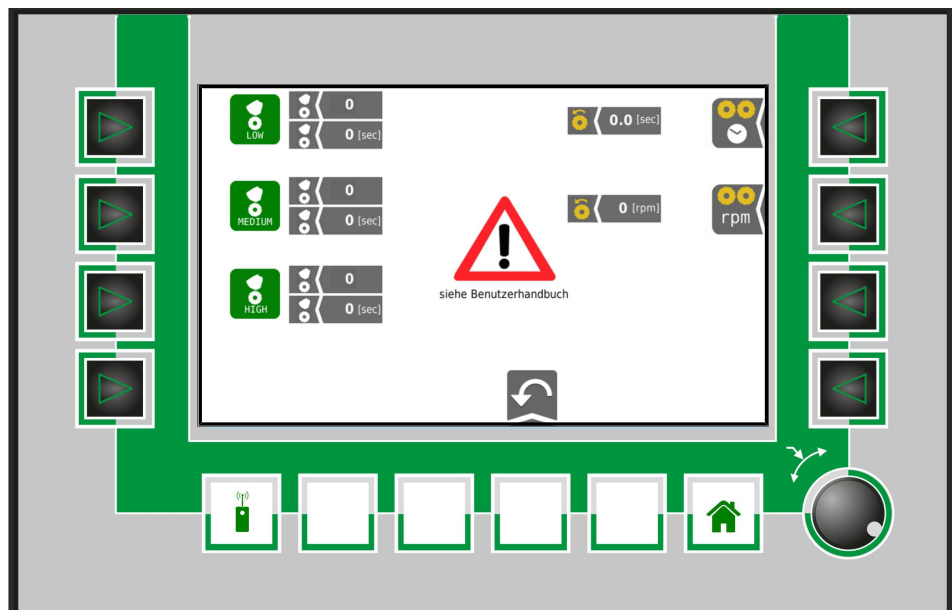 LOW
0
0 [sec]
0.0 [sec]
MEDIUM
0
0 [sec]
0 [rpm]
rpm
HIGH
0
0 [sec]
siehe Benutzerhandbuch